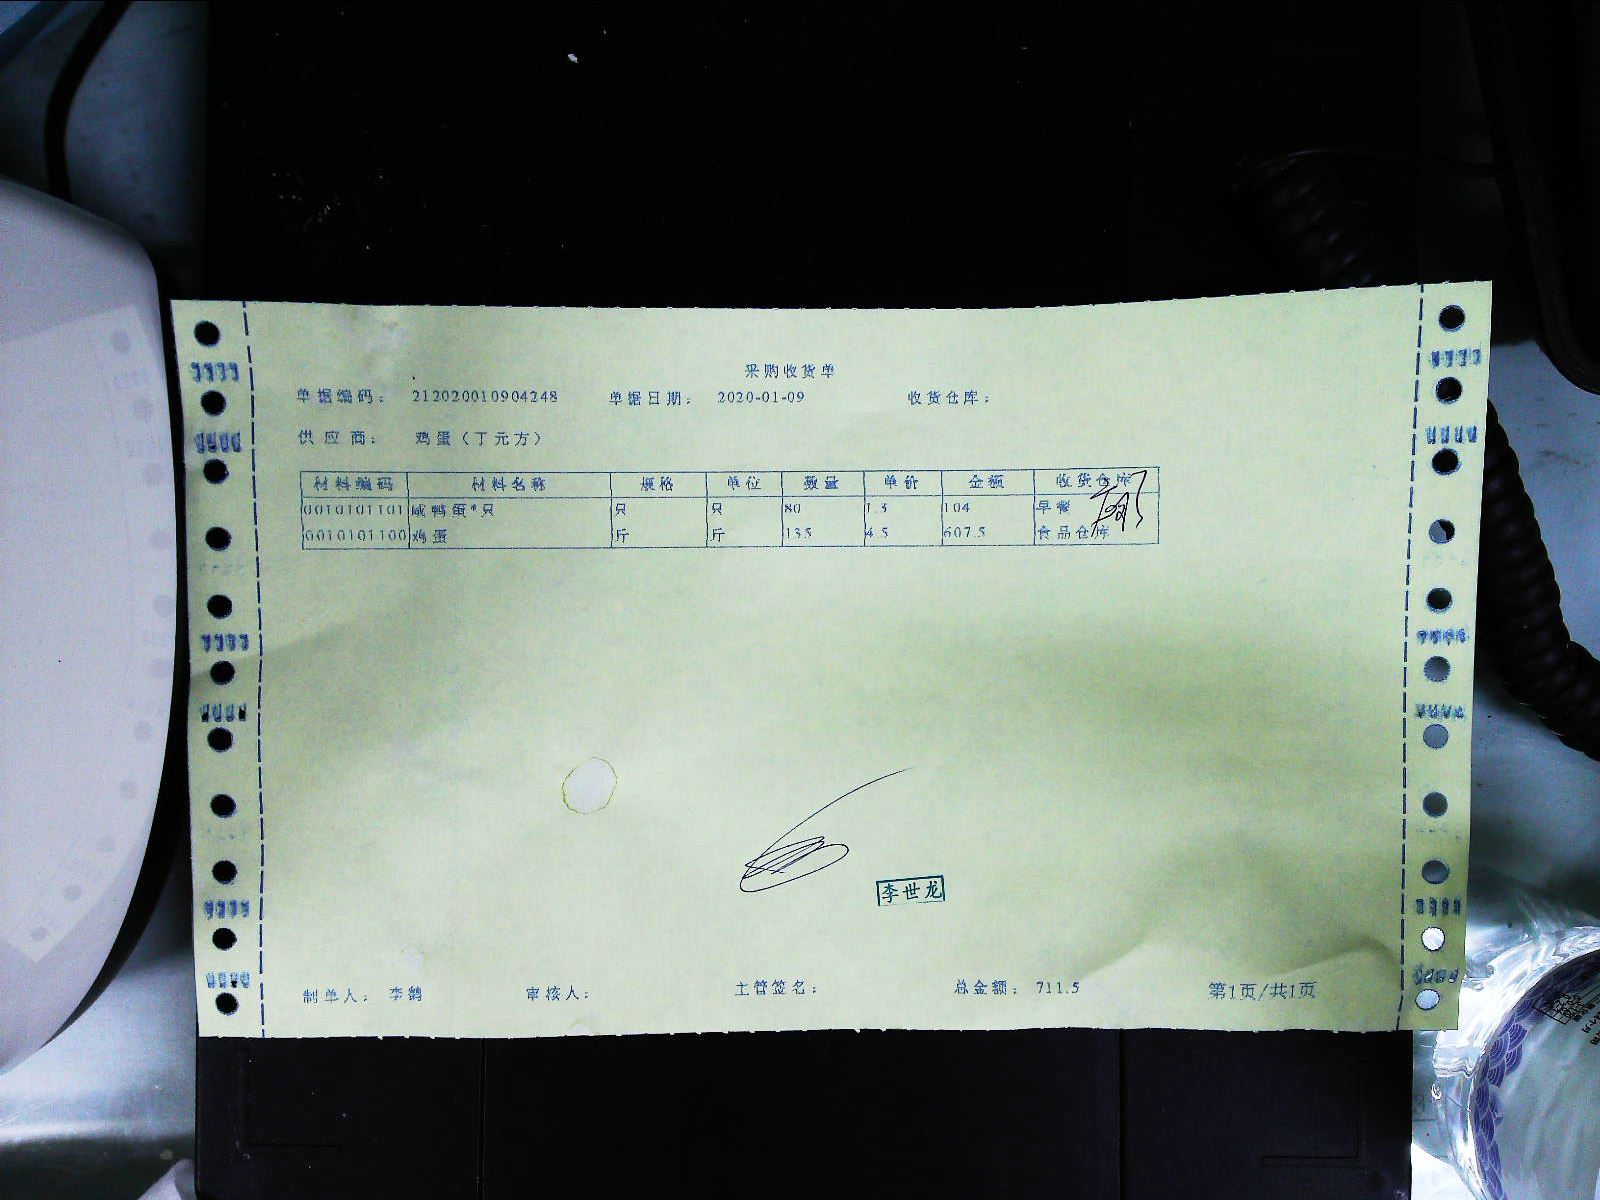 采购收货单
单据编码： 212020010904248 单据日期： 2020-01-09 收货仓库：
供应商： 鸡蛋（丁元方）
材料编码 材料名称 规格 单位 数量 单价 金额 收货仓库
0010101101 咸鸭蛋*只 只 只 80 1.3 104 早餐
0010101100 鸡蛋 斤 斤 135 4.5 607.5 食品仓库
李世龙
制单人： 李鹤 审核人： 主管签名： 总金额： 711.5 第1页/共1页